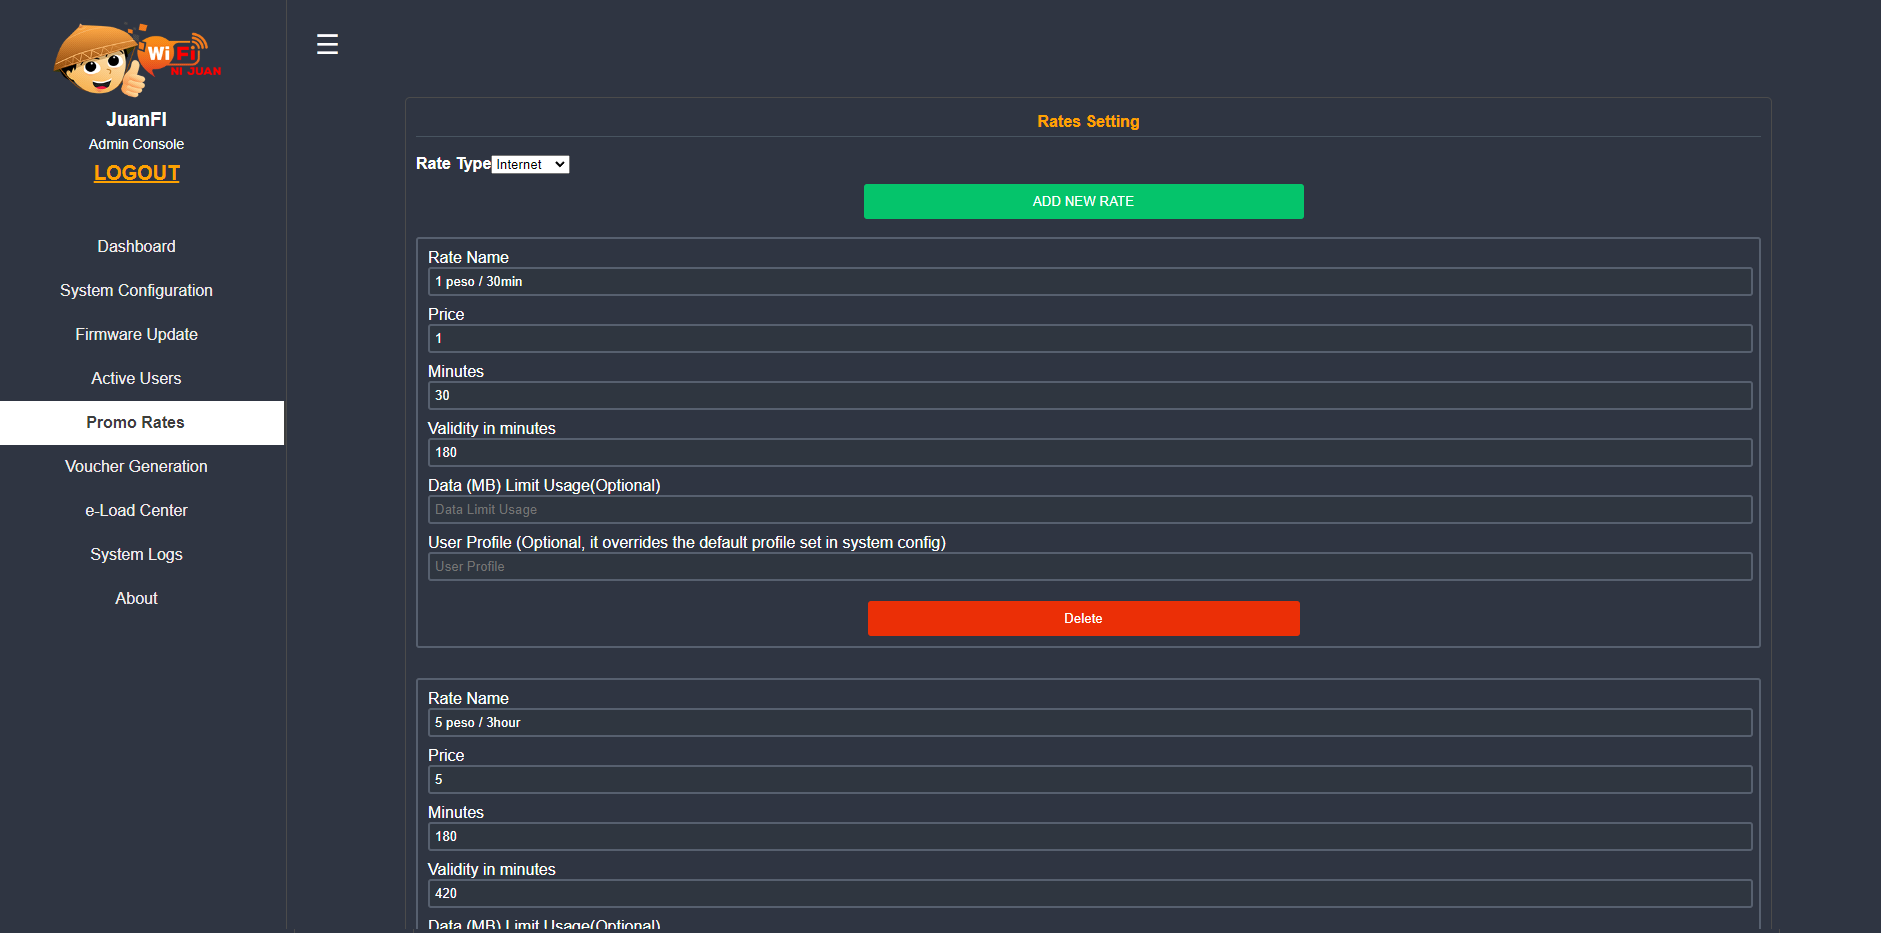 WiFi
NI JUAN
JuanFI
Admin Console
LOGOUT
Dashboard
System Configuration
Firmware Update
Active Users
Promo Rates
Voucher Generation
e-Load Center
System Logs
About
Rates Setting
Rate Type Internet
ADD NEW RATE
Rate Name
1 peso / 30min
Price
1
Minutes
30
Validity in minutes
180
Data (MB) Limit Usage(Optional)
Data Limit Usage
User Profile (Optional, it overrides the default profile set in system config)
User Profile
Delete
Rate Name
5 peso / 3hour
Price
5
Minutes
180
Validity in minutes
420
Data (MB) Limit Usage(Optional)